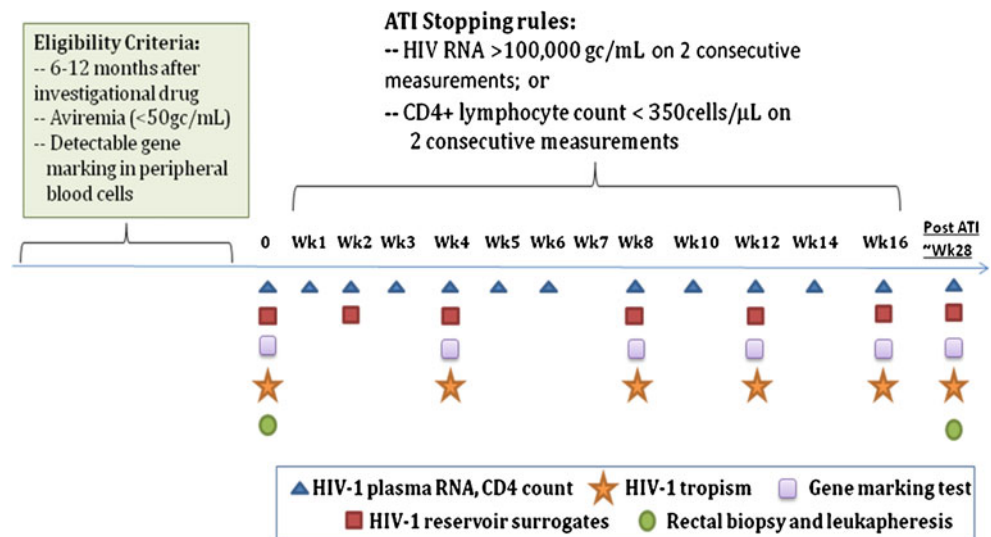 Eligibility Criteria:
-- 6-12 months after
investigational drug
-- Aviremia (<50gc/mL)
-- Detectable gene
marking in peripheral
blood cells
ATI Stopping rules:
-- HIV RNA >100,000 gc/mL on 2 consecutive
measurements; or
-- CD4+ lymphocyte count < 350cells/μL on
2 consecutive measurements
0 Wk1 Wk2 Wk3 Wk4 Wk5 Wk6 Wk7 Wk8 Wk10 Wk12 Wk14 Wk16
Post ATI
~Wk28
HIV-1 plasma RNA, CD4 count HIV-1 tropism Gene marking test
HIV-1 reservoir surrogates Rectal biopsy and leukapheresis